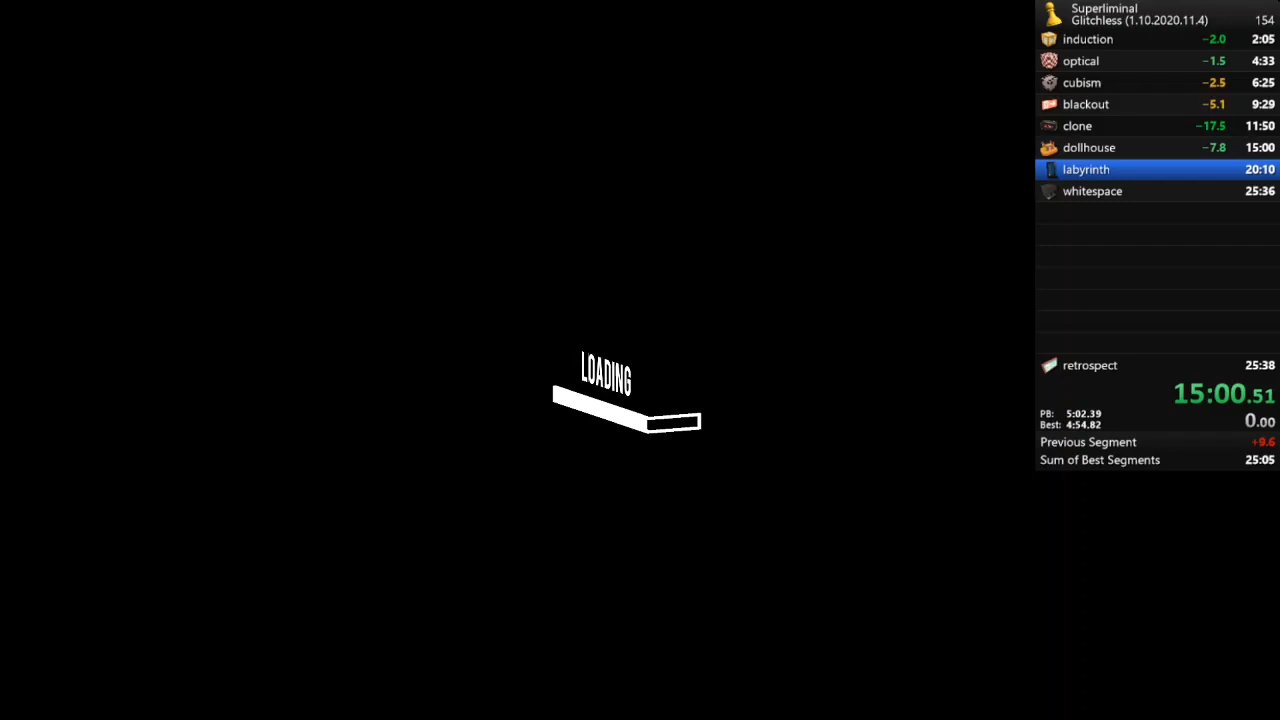 Superliminal
Glitchless (1.10.2020.11.4) 154
induction −2.0 2:05
optical −1.5 4:33
cubism −2.5 6:25
blackout −5.1 9:29
clone −17.5 11:50
dollhouse −7.8 15:00
labyrinth 20:10
whitespace 25:36
LOADING
retrospect 25:38
15:00.51
PB: 5:02.39
Best: 4:54.82 0.00
Previous Segment +9.6
Sum of Best Segments 25:05